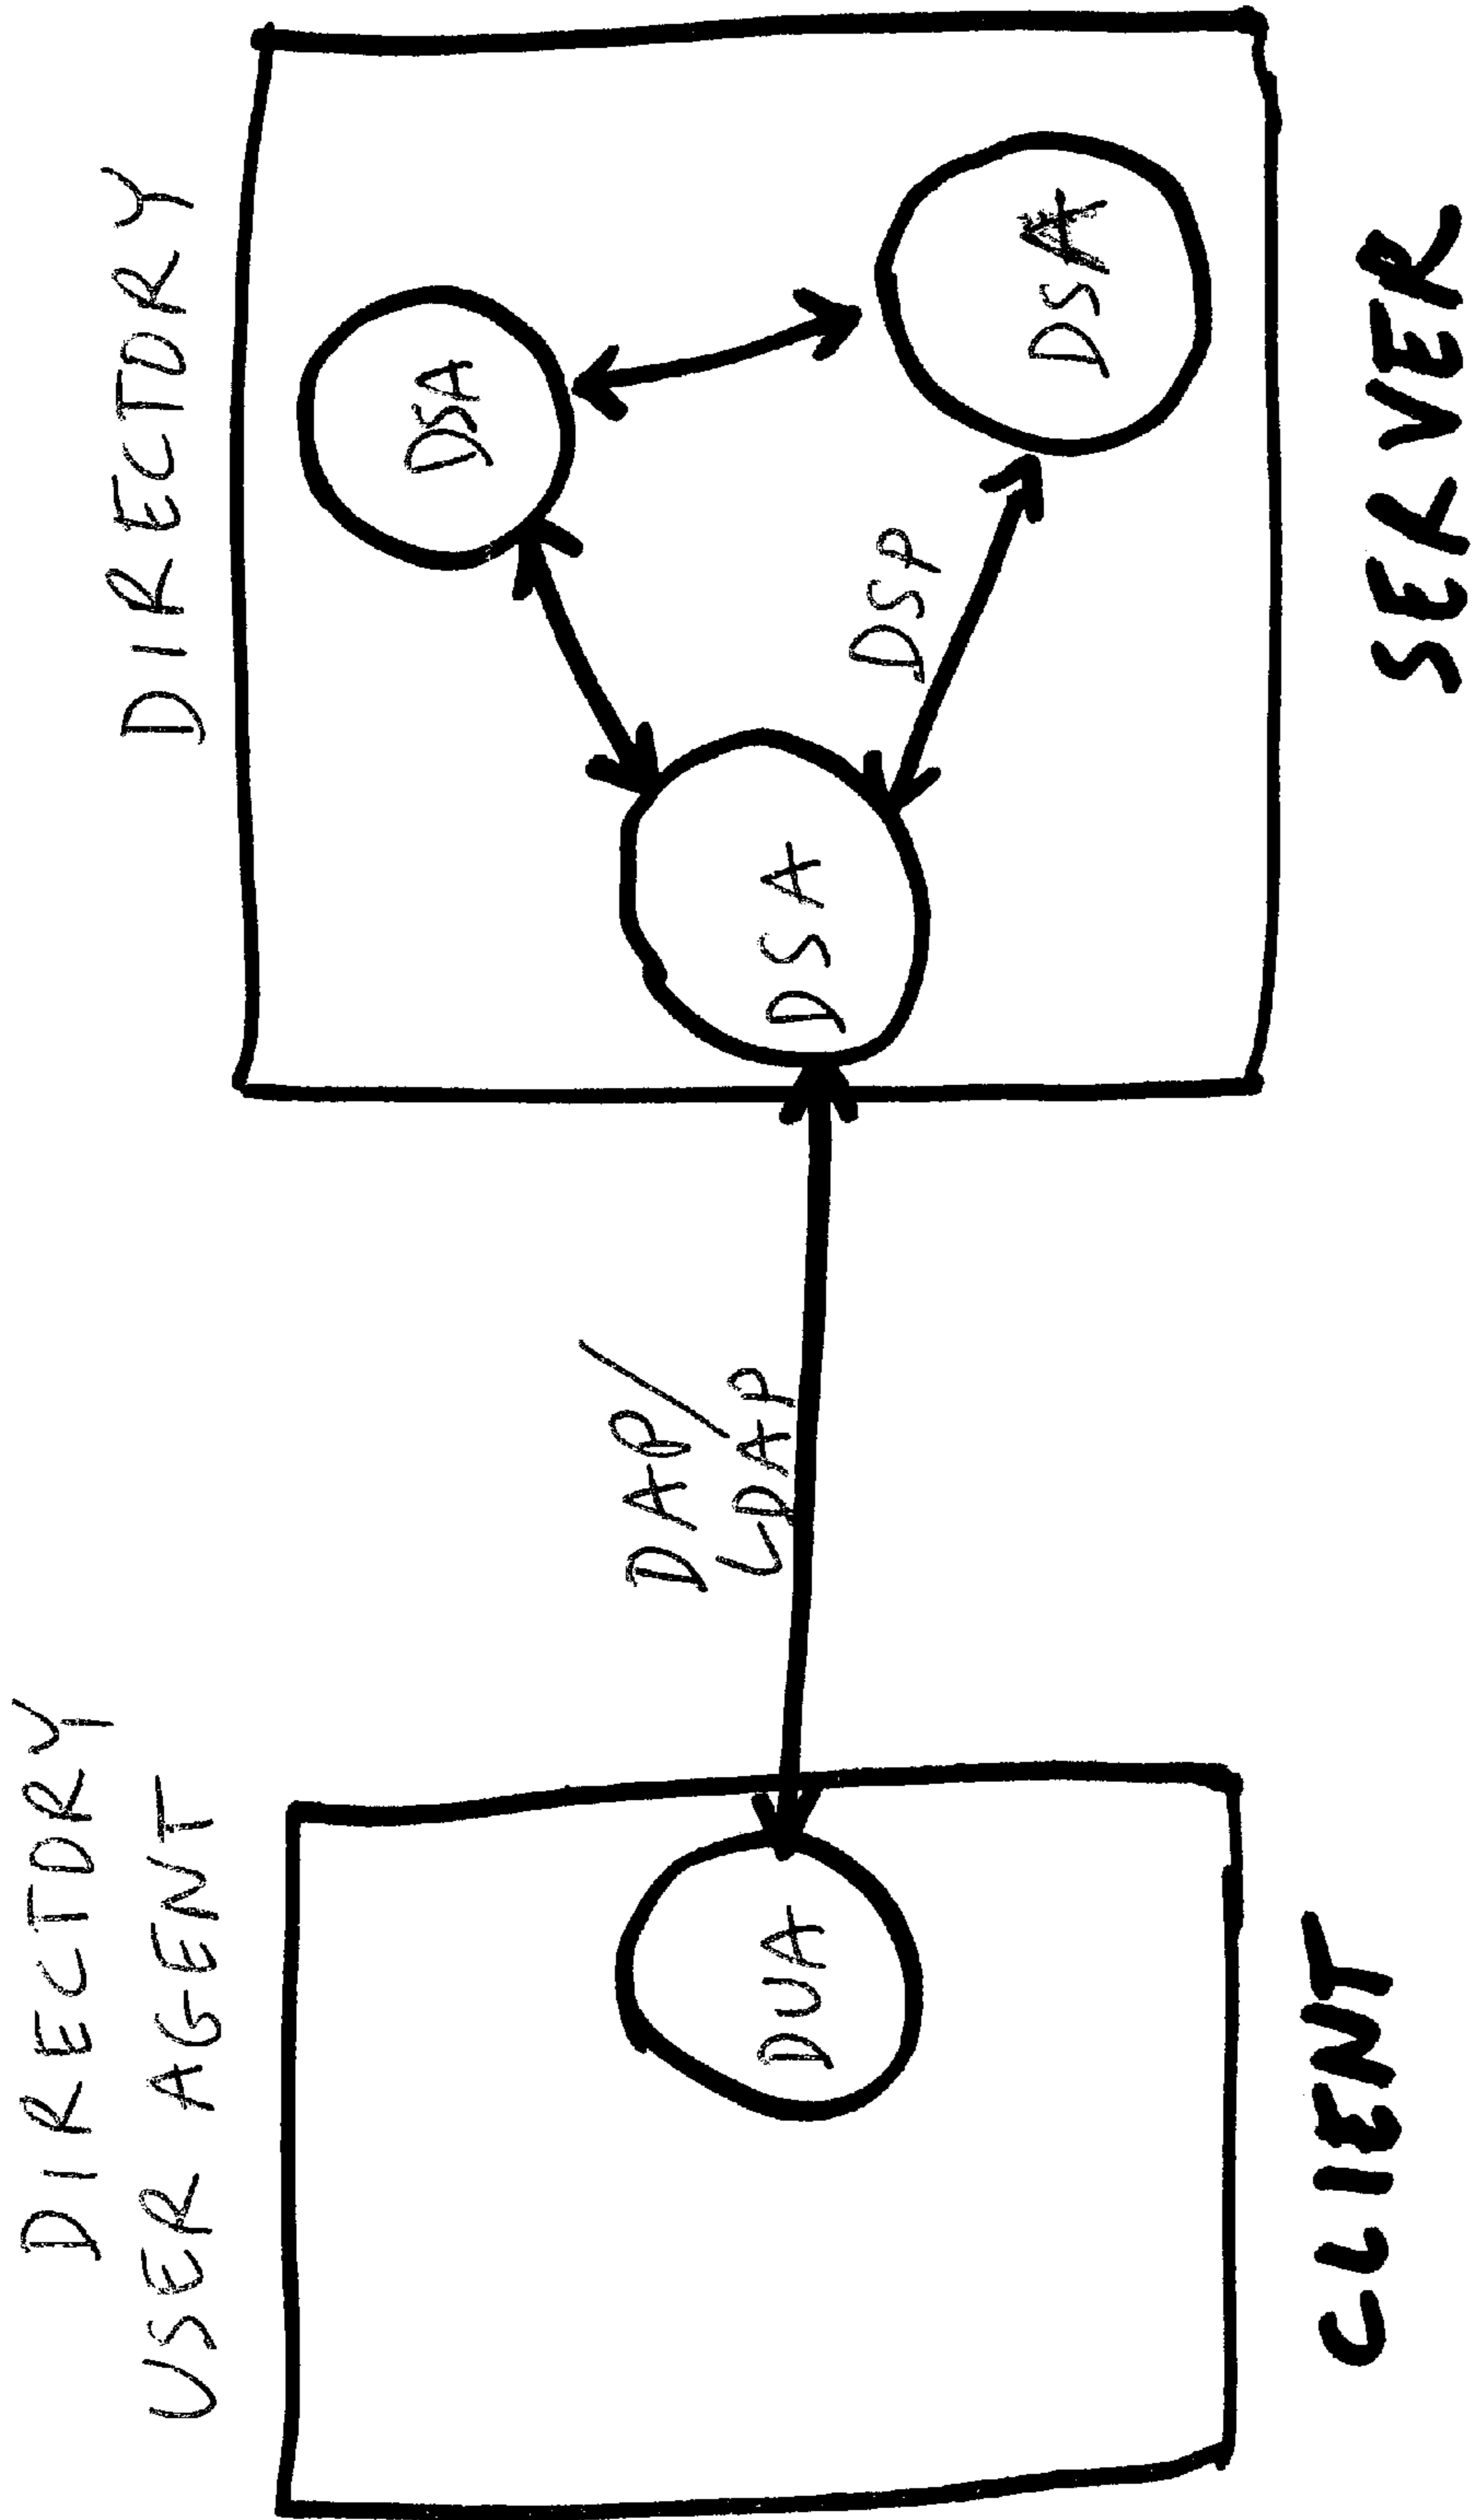 DIRECTORY
USER AGENT
DIRECTORY
DAP/
LDAP
DUA
DSA
DSA
DSP
DSA
CLIENT
SERVER